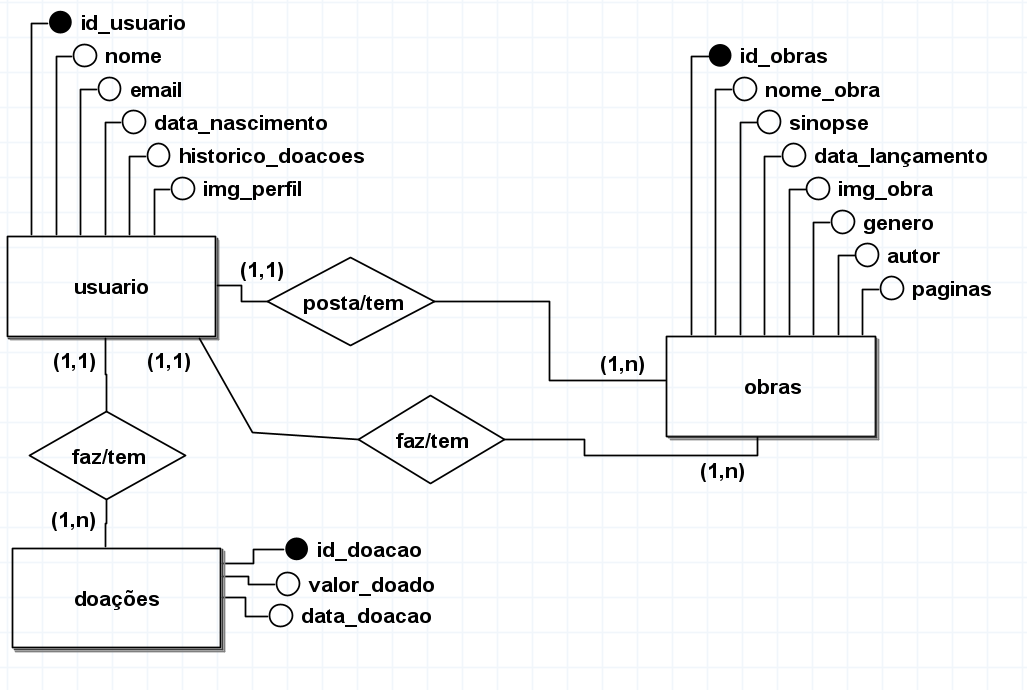 id_usuario
nome
email
data_nascimento
historico_doacoes
img_perfil
usuario
(1,1)
posta/tem
(1,n)
id_obras
nome_obra
sinopse
data_lançamento
img_obra
genero
autor
paginas
obras
(1,1)
(1,1)
faz/tem
faz/tem
(1,n)
(1,n)
doações
id_doacao
valor_doado
data_doacao